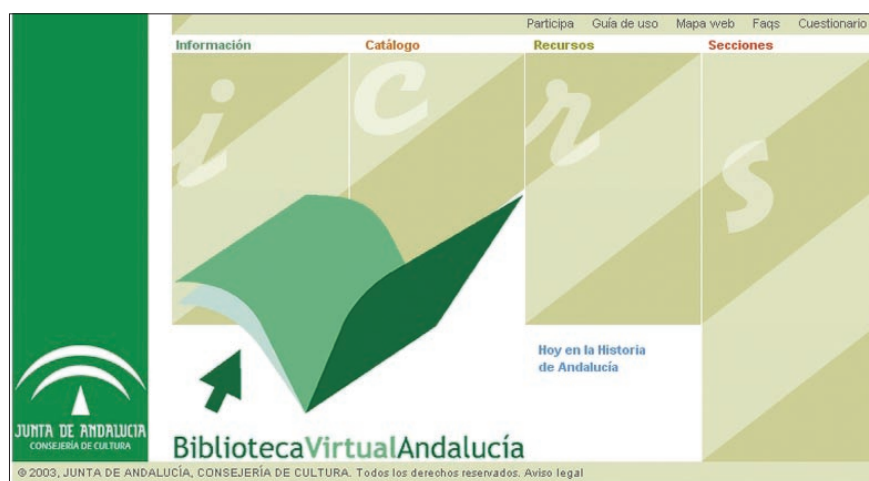 Participa Guía de uso Mapa web Faqs Cuestionario
Información Catálogo Recursos Secciones
i c r s
Hoy en la Historia
de Andalucía
JUNTA DE ANDALUCIA
CONSEJERÍA DE CULTURA
BibliotecaVirtualAndalucía
© 2003, JUNTA DE ANDALUCÍA, CONSEJERÍA DE CULTURA. Todos los derechos reservados. Aviso legal